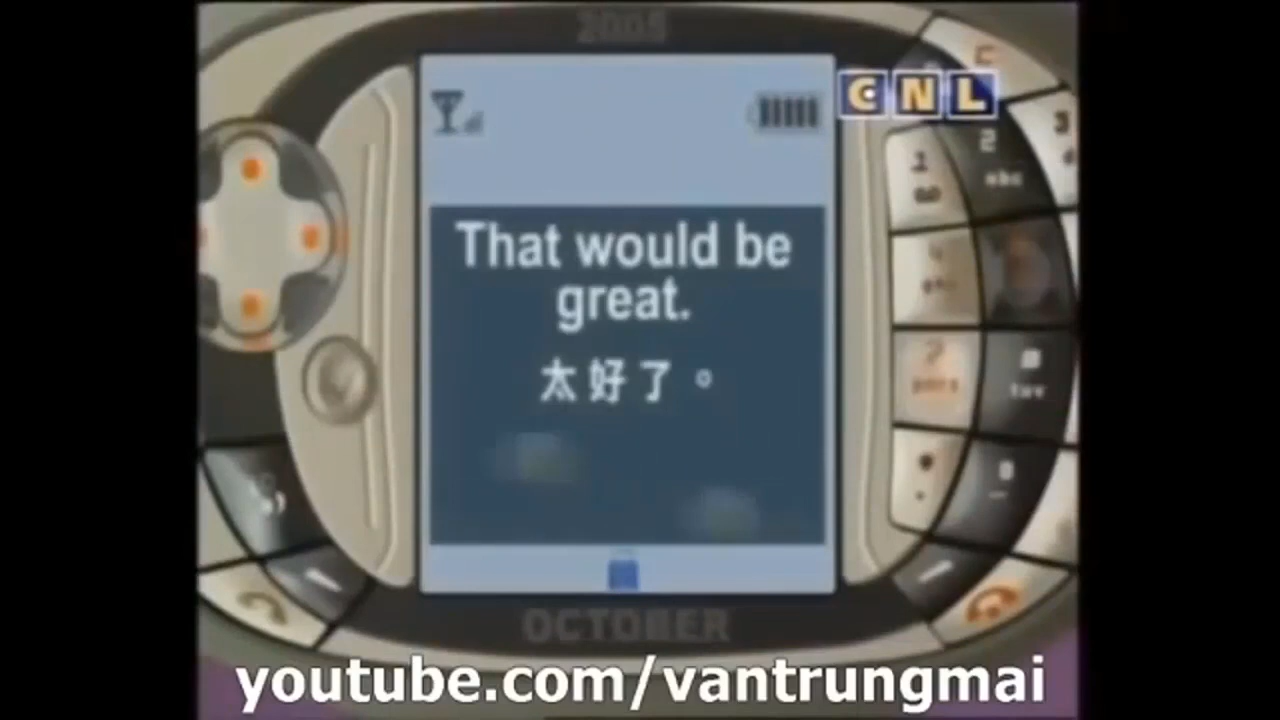 2005
CNL
That would be
great.
太好了。
OCTOBER
youtube.com/vantrungmai